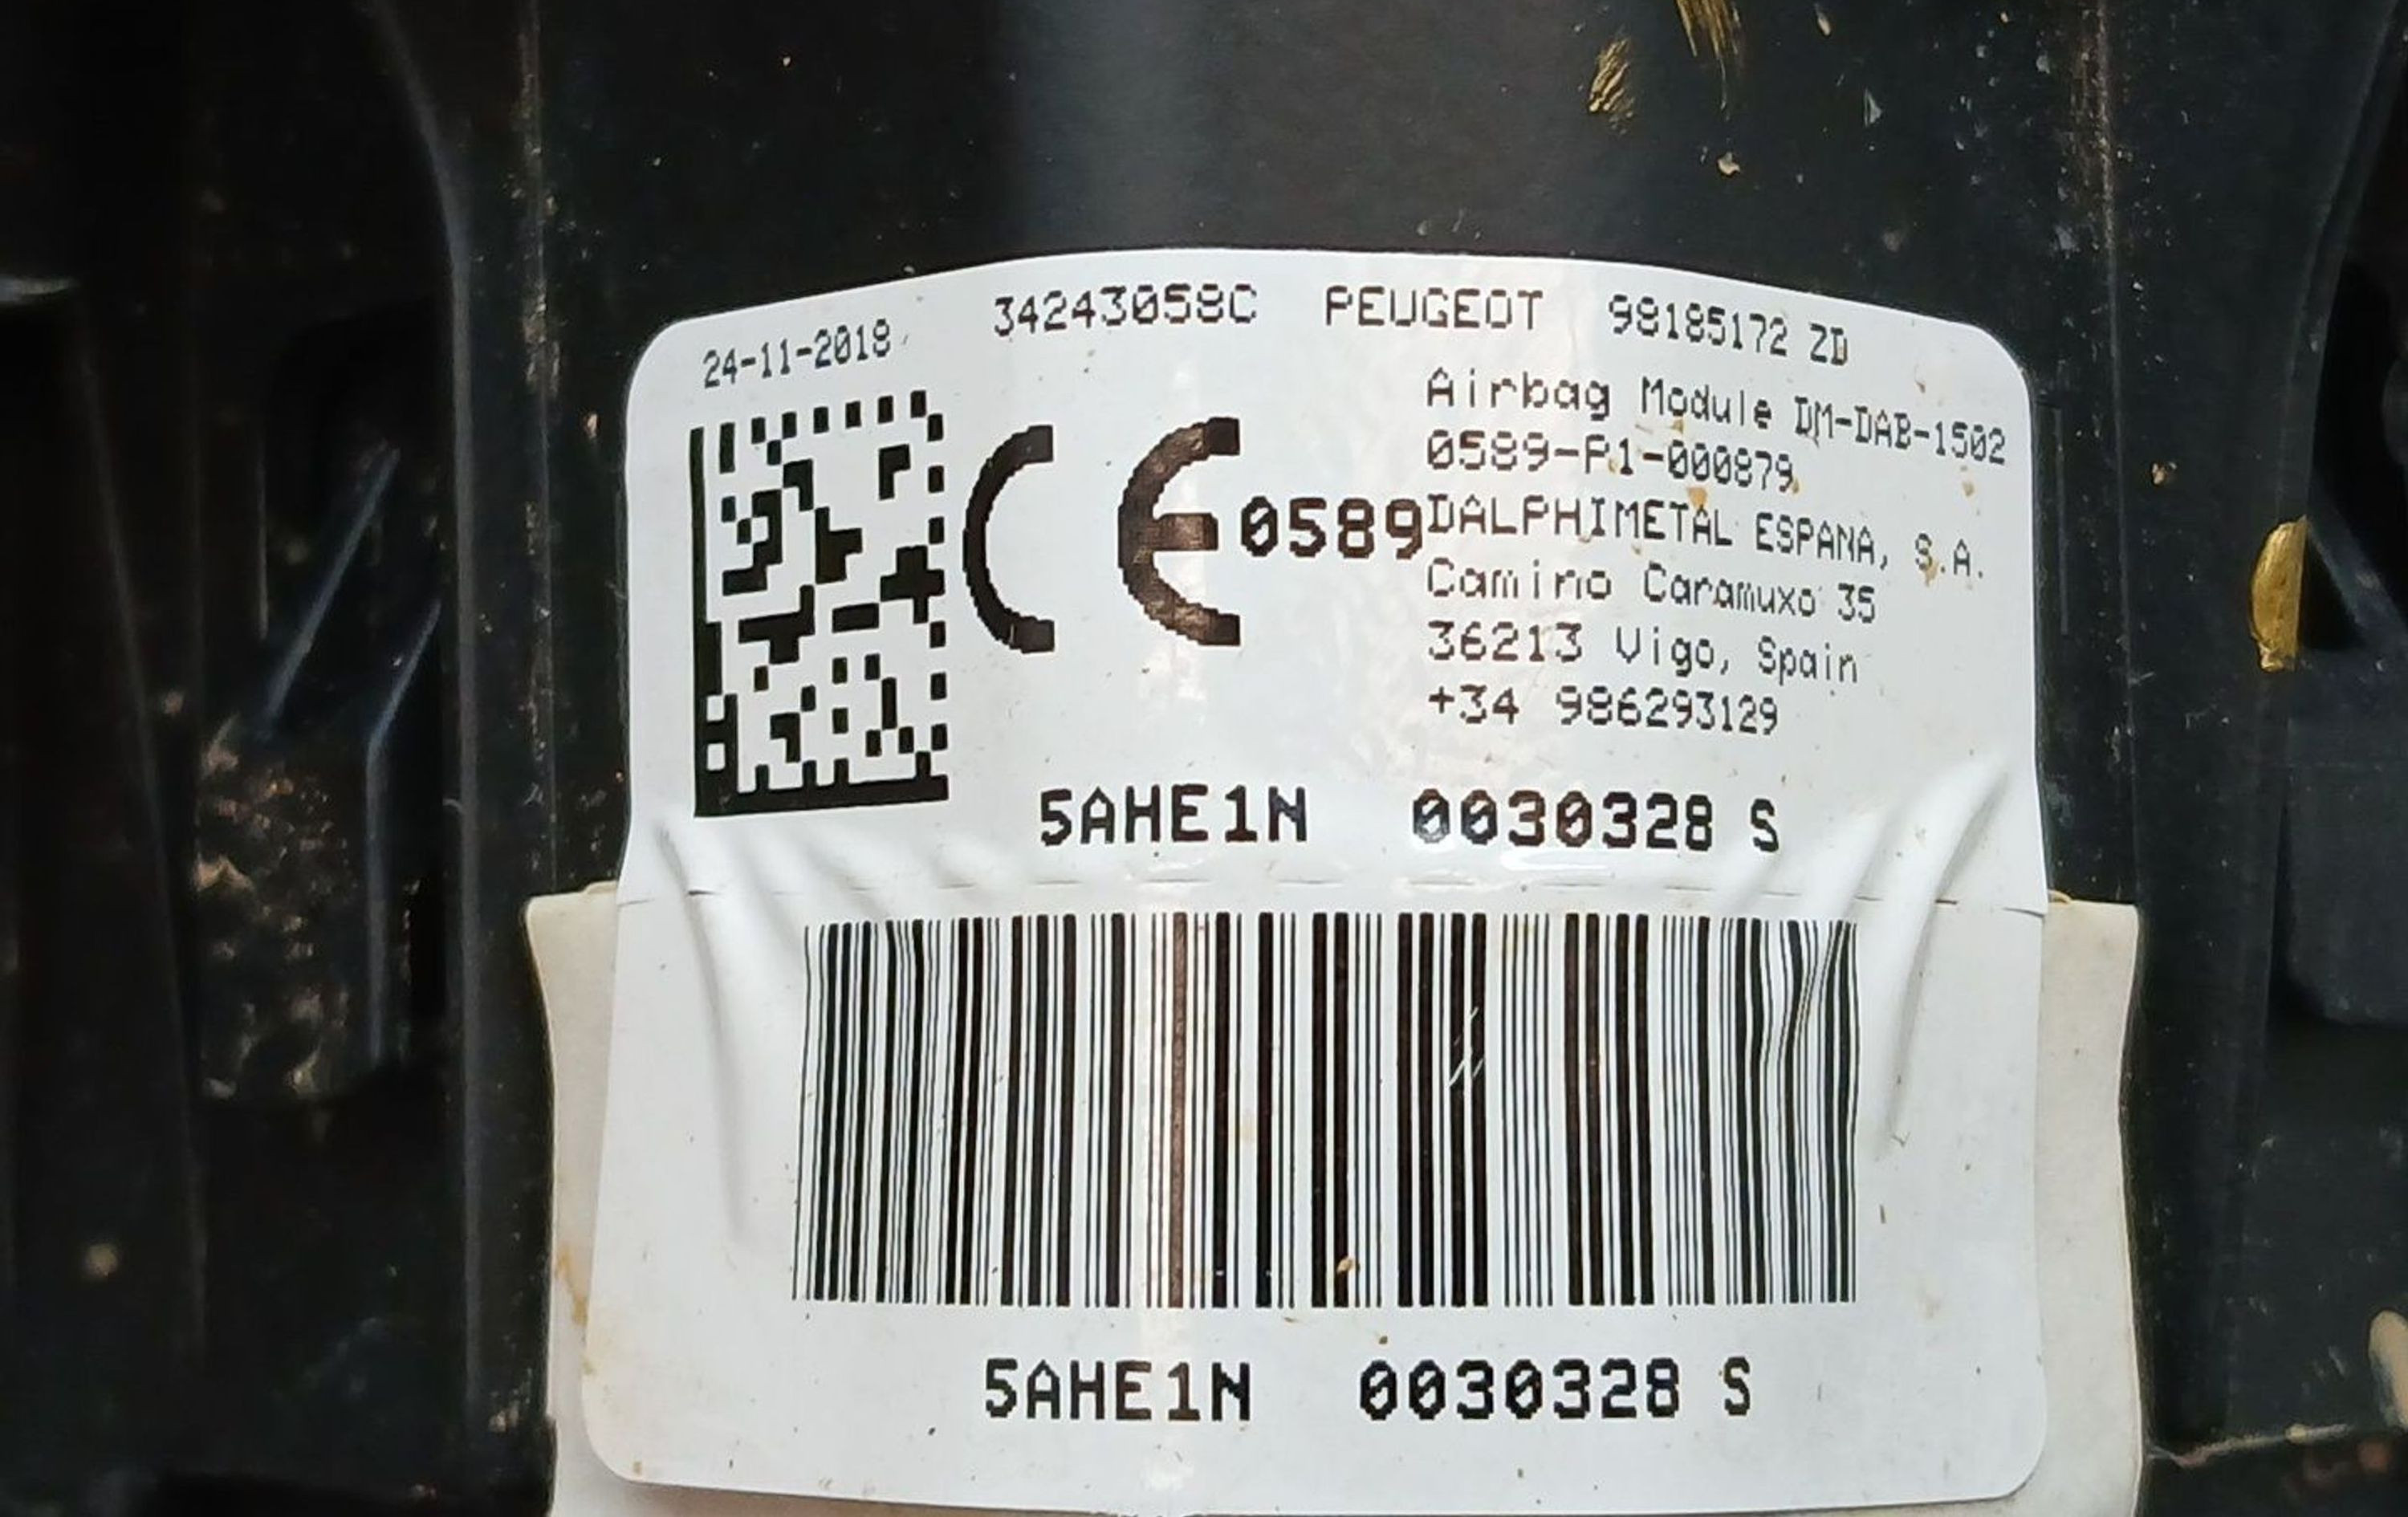 24-11-2018 34243058C PEUGEOT 98185172 ZD
Airbag Module DM-DAB-1502
0589-P1-000879
CE 0589
DALPHIMETAL ESPANA, S.A.
Camino Caramuxo 35
36213 Vigo, Spain
+34 986293129
5AHE1N 0030328 S
5AHE1N 0030328 S